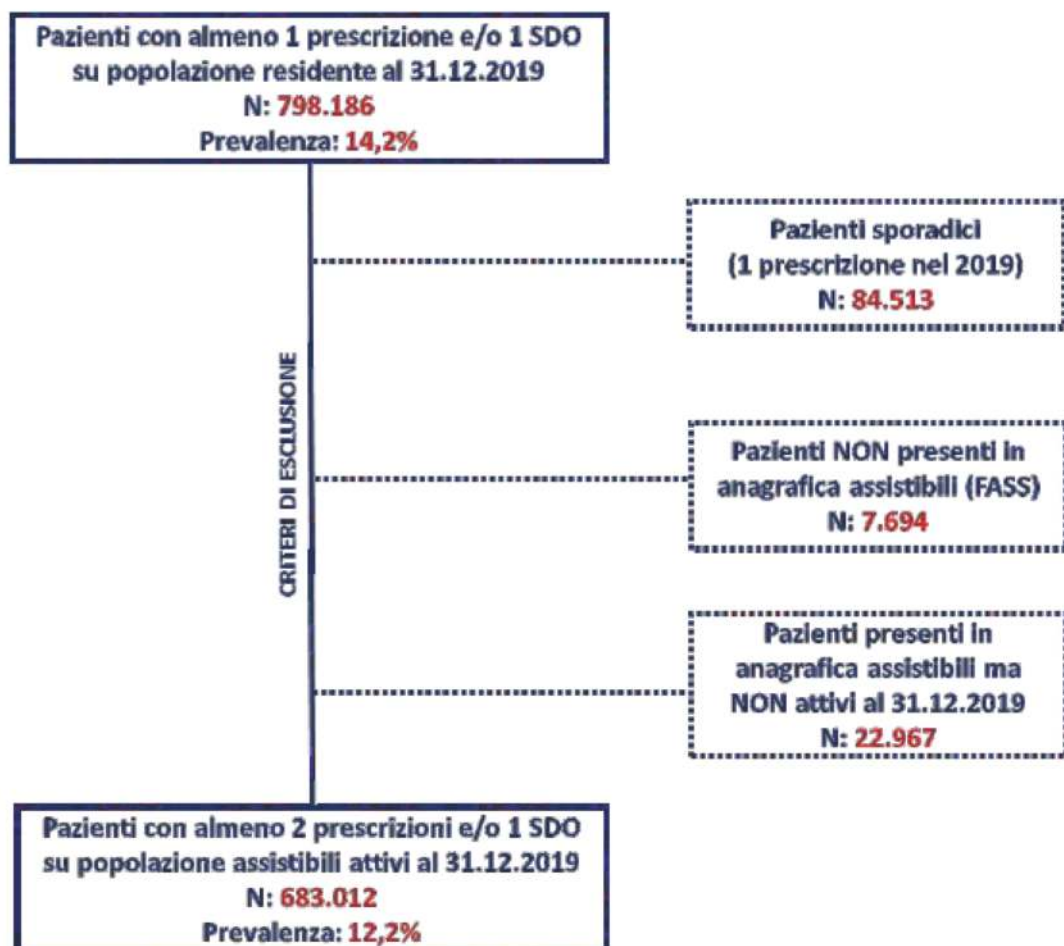 Pazienti con almeno 1 prescrizione e/o 1 SDO
su popolazione residente al 31.12.2019
N: 798.186
Prevalenza: 14,2%
Pazienti sporadici
(1 prescrizione nel 2019)
N: 84.513
CRITERI DI ESCLUSIONE
Pazienti NON presenti in
anagrafica assistibili (FASS)
N: 7.694
Pazienti presenti in
anagrafica assistibili ma
NON attivi al 31.12.2019
N: 22.967
Pazienti con almeno 2 prescrizioni e/o 1 SDO
su popolazione assistibili attivi al 31.12.2019
N: 683.012
Prevalenza: 12,2%